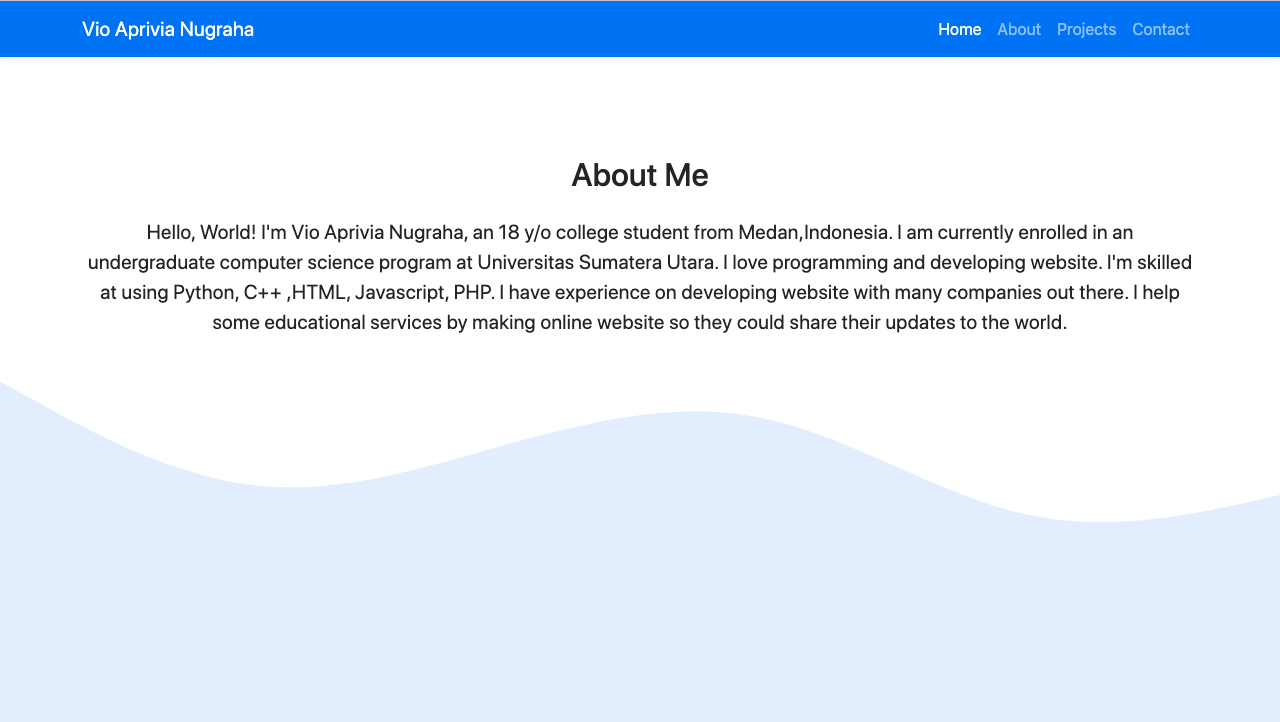 Vio Aprivia Nugraha
Home About Projects Contact
About Me
Hello, World! I'm Vio Aprivia Nugraha, an 18 y/o college student from Medan,Indonesia. I am currently enrolled in an
undergraduate computer science program at Universitas Sumatera Utara. I love programming and developing website. I'm skilled
at using Python, C++ ,HTML, Javascript, PHP. I have experience on developing website with many companies out there. I help
some educational services by making online website so they could share their updates to the world.